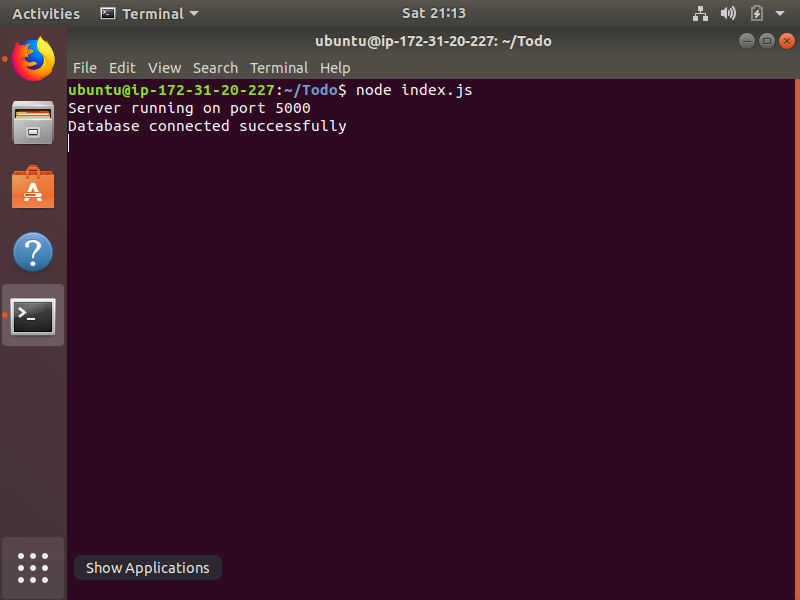 Activities Terminal Sat 21:13
ubuntu@ip-172-31-20-227: ~/Todo
File Edit View Search Terminal Help
ubuntu@ip-172-31-20-227:~/Todo$ node index.js
Server running on port 5000
Database connected successfully
Show Applications